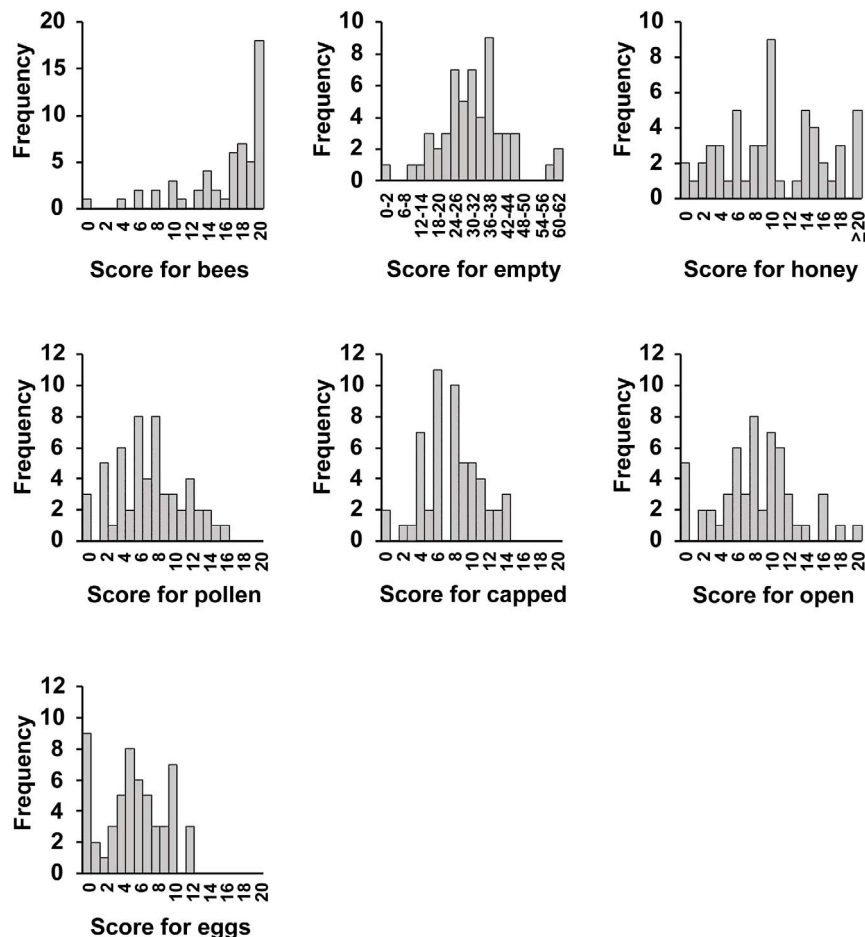 Frequency
20
15
10
5
0
0 2 4 6 8 10 12 14 16 18 20
Score for bees
Frequency
10
8
6
4
2
0
0-2 6-8 12-14 18-20 24-26 30-32 36-38 42-44 48-50 54-56 60-62
Score for empty
Frequency
10
8
6
4
2
0
0 2 4 6 8 10 12 14 16 18 ≥20
Score for honey
Frequency
12
10
8
6
4
2
0
0 2 4 6 8 10 12 14 16 18 20
Score for pollen
Frequency
12
10
8
6
4
2
0
0 2 4 6 8 10 12 14 16 18 20
Score for capped
Frequency
12
10
8
6
4
2
0
0 2 4 6 8 10 12 14 16 18 20
Score for open
Frequency
12
10
8
6
4
2
0
0 2 4 6 8 10 12 14 16 18 20
Score for eggs